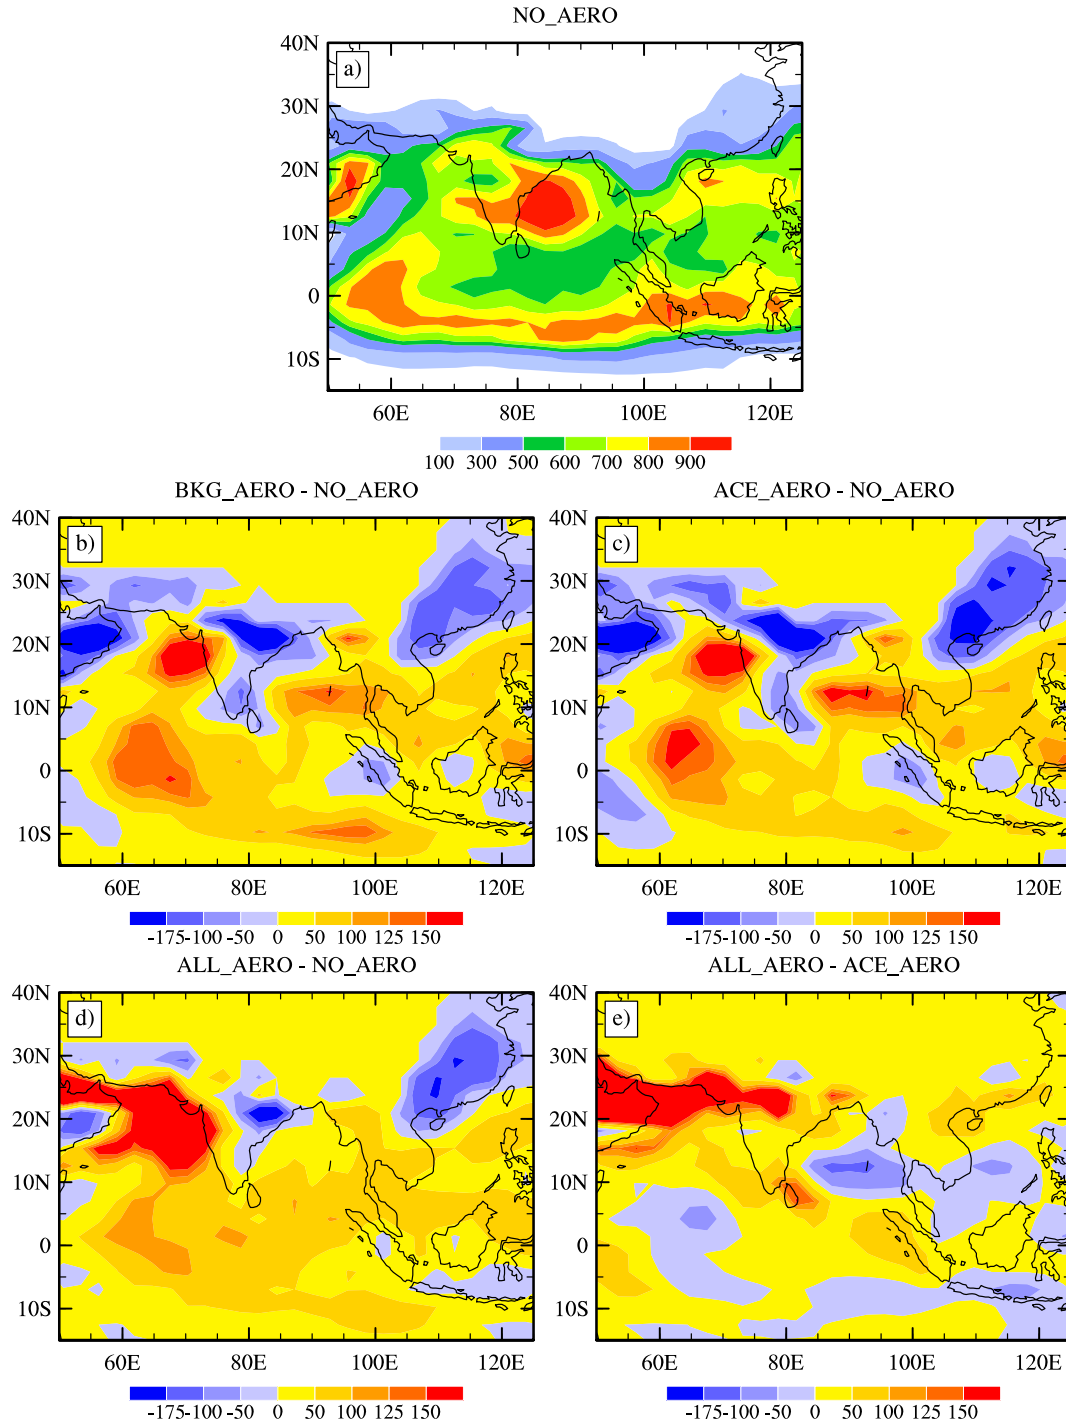 NO_AERO
a)
40N
30N
20N
10N
0
10S
60E 80E 100E 120E
100 300 500 600 700 800 900
BKG_AERO - NO_AERO
b)
40N
30N
20N
10N
0
10S
60E 80E 100E 120E
-175 -100 -50 0 50 100 125 150
ACE_AERO - NO_AERO
c)
40N
30N
20N
10N
0
10S
60E 80E 100E 120E
-175 -100 -50 0 50 100 125 150
ALL_AERO - NO_AERO
d)
40N
30N
20N
10N
0
10S
60E 80E 100E 120E
-175 -100 -50 0 50 100 125 150
ALL_AERO - ACE_AERO
e)
40N
30N
20N
10N
0
10S
60E 80E 100E 120E
-175 -100 -50 0 50 100 125 150